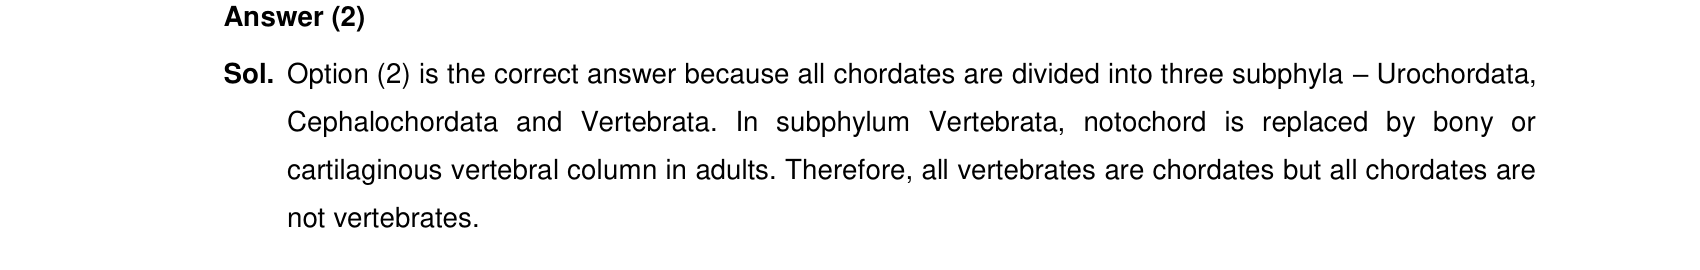 Answer (2)
Sol. Option (2) is the correct answer because all chordates are divided into three subphyla – Urochordata,
Cephalochordata and Vertebrata. In subphylum Vertebrata, notochord is replaced by bony or
cartilaginous vertebral column in adults. Therefore, all vertebrates are chordates but all chordates are
not vertebrates.